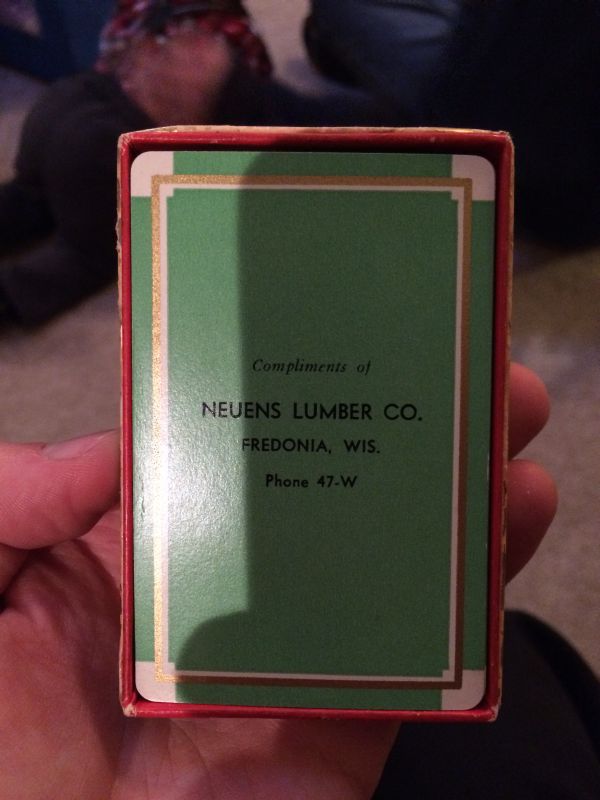 Compliments of
NEUENS LUMBER CO.
FREDONIA, WIS.
Phone 47-W